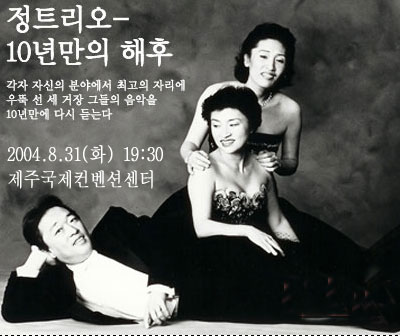 정트리오-
10년만의 해후
각자 자신의 분야에서 최고의 자리에
우뚝 선 세 거장 그들의 음악을
10년만에 다시 듣는다
2004.8.31(화) 19:30
제주국제컨벤션센터